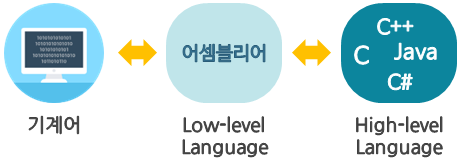 어셈블리어
C++
C
Java
C#
기계어
Low-level
Language
High-level
Language